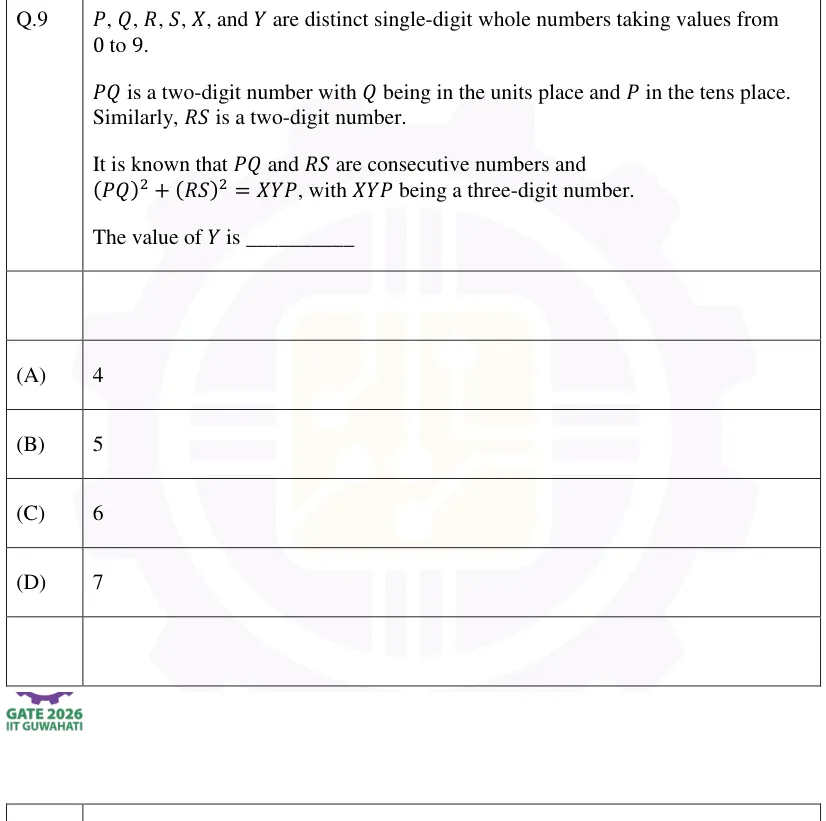 Q.9 P, Q, R, S, X, and Y are distinct single-digit whole numbers taking values from
0 to 9.
PQ is a two-digit number with Q being in the units place and P in the tens place.
Similarly, RS is a two-digit number.
It is known that PQ and RS are consecutive numbers and
(PQ)² + (RS)² = XYP, with XYP being a three-digit number.
The value of Y is __________
(A) 4
(B) 5
(C) 6
(D) 7
GATE 2026
IIT GUWAHATI